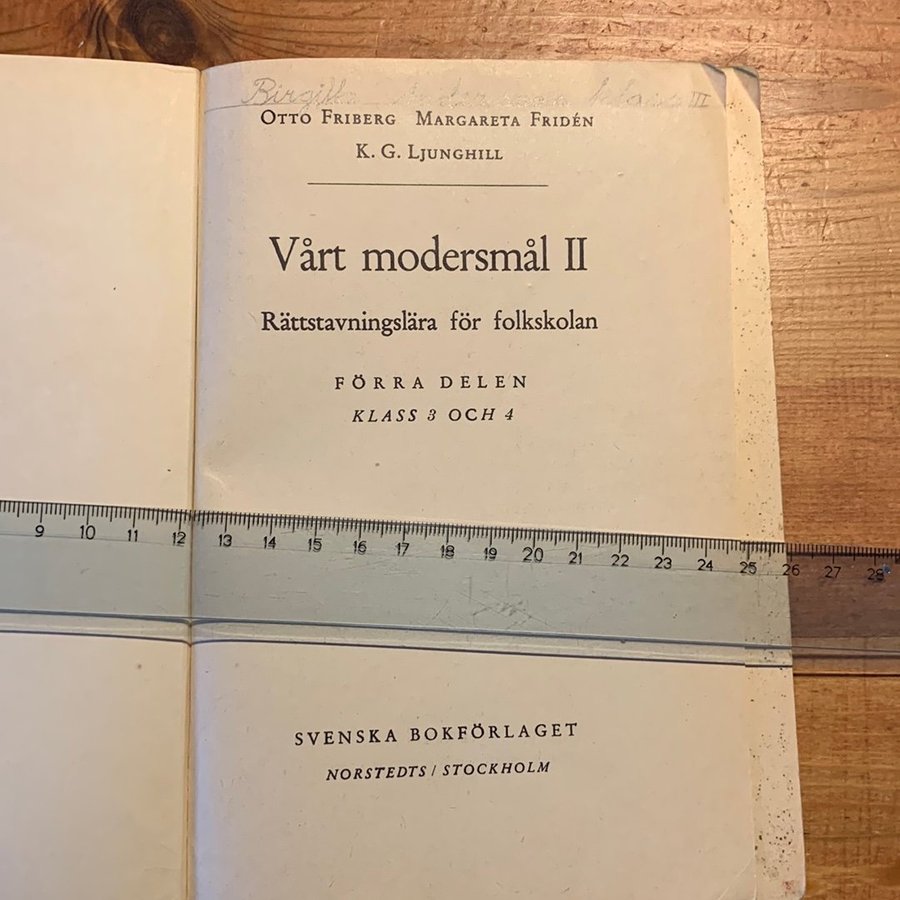 Birgitta Andersson klass III
OTTO FRIBERG MARGARETA FRIDÉN
K. G. LJUNGHILL
Vårt modersmål II
Rättstavningslära för folkskolan
FÖRRA DELEN
KLASS 3 OCH 4
9 10 11 12 13 14 15 16 17 18 19 20 21 22 23 24 25 26 27 28
SVENSKA BOKFÖRLAGET
NORSTEDTS / STOCKHOLM